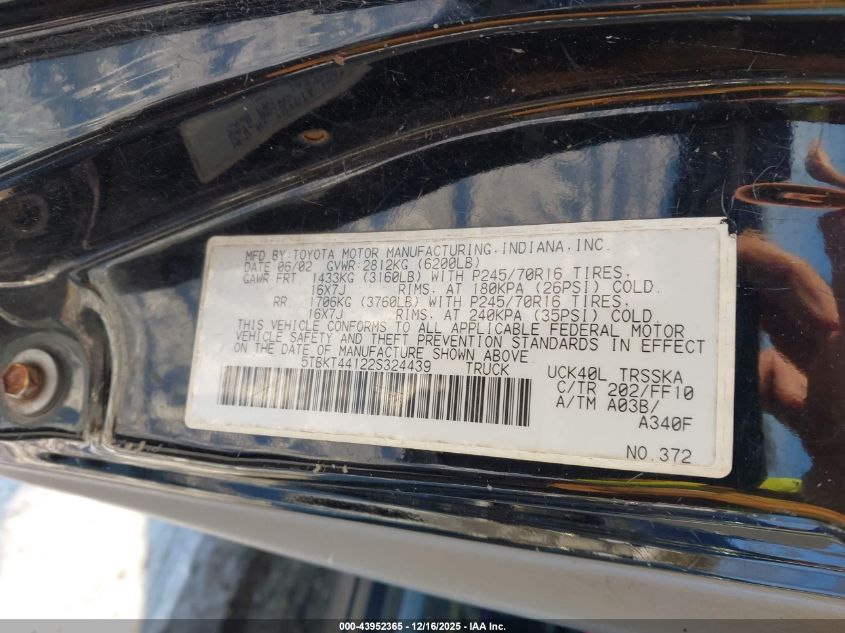 MFD BY:TOYOTA MOTOR MANUFACTURING,INDIANA,INC.
DATE 06/02 GVWR:2812KG (6200LB)
GAWR FRT. 1433KG (3160LB) WITH P245/70R16 TIRES,
16X7J RIMS, AT 180KPA (26PSI) COLD.
RR. 1706KG (3760LB) WITH P245/70R16 TIRES,
16X7J RIMS, AT 240KPA (35PSI) COLD.
THIS VEHICLE CONFORMS TO ALL APPLICABLE FEDERAL MOTOR
VEHICLE SAFETY AND THEFT PREVENTION STANDARDS IN EFFECT
ON THE DATE OF MANUFACTURE SHOWN ABOVE.
5TBKT44122S324439 TRUCK
UCK40L TRSSKA
C/TR 202/FF10
A/TM A03B/
A340F
NO.372
000-43952365 - 12/16/2025 - IAA Inc.